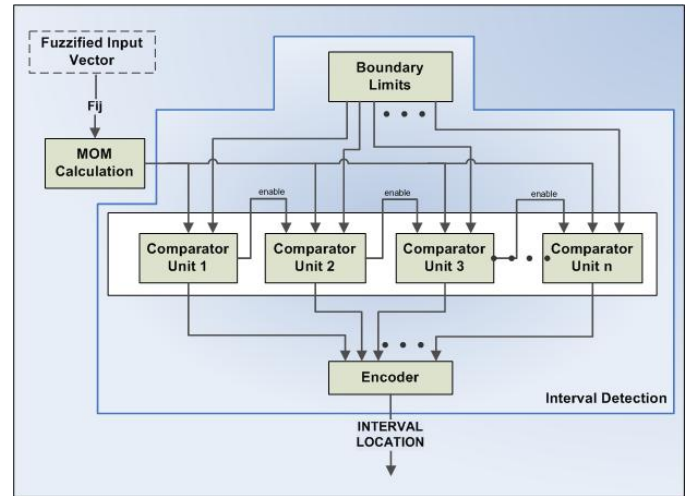 Fuzzified Input
Vector
Boundary
Limits
Fij
MOM
Calculation
enable
enable
enable
Comparator
Unit 1
Comparator
Unit 2
Comparator
Unit 3
Comparator
Unit n
Encoder
Interval Detection
INTERVAL
LOCATION